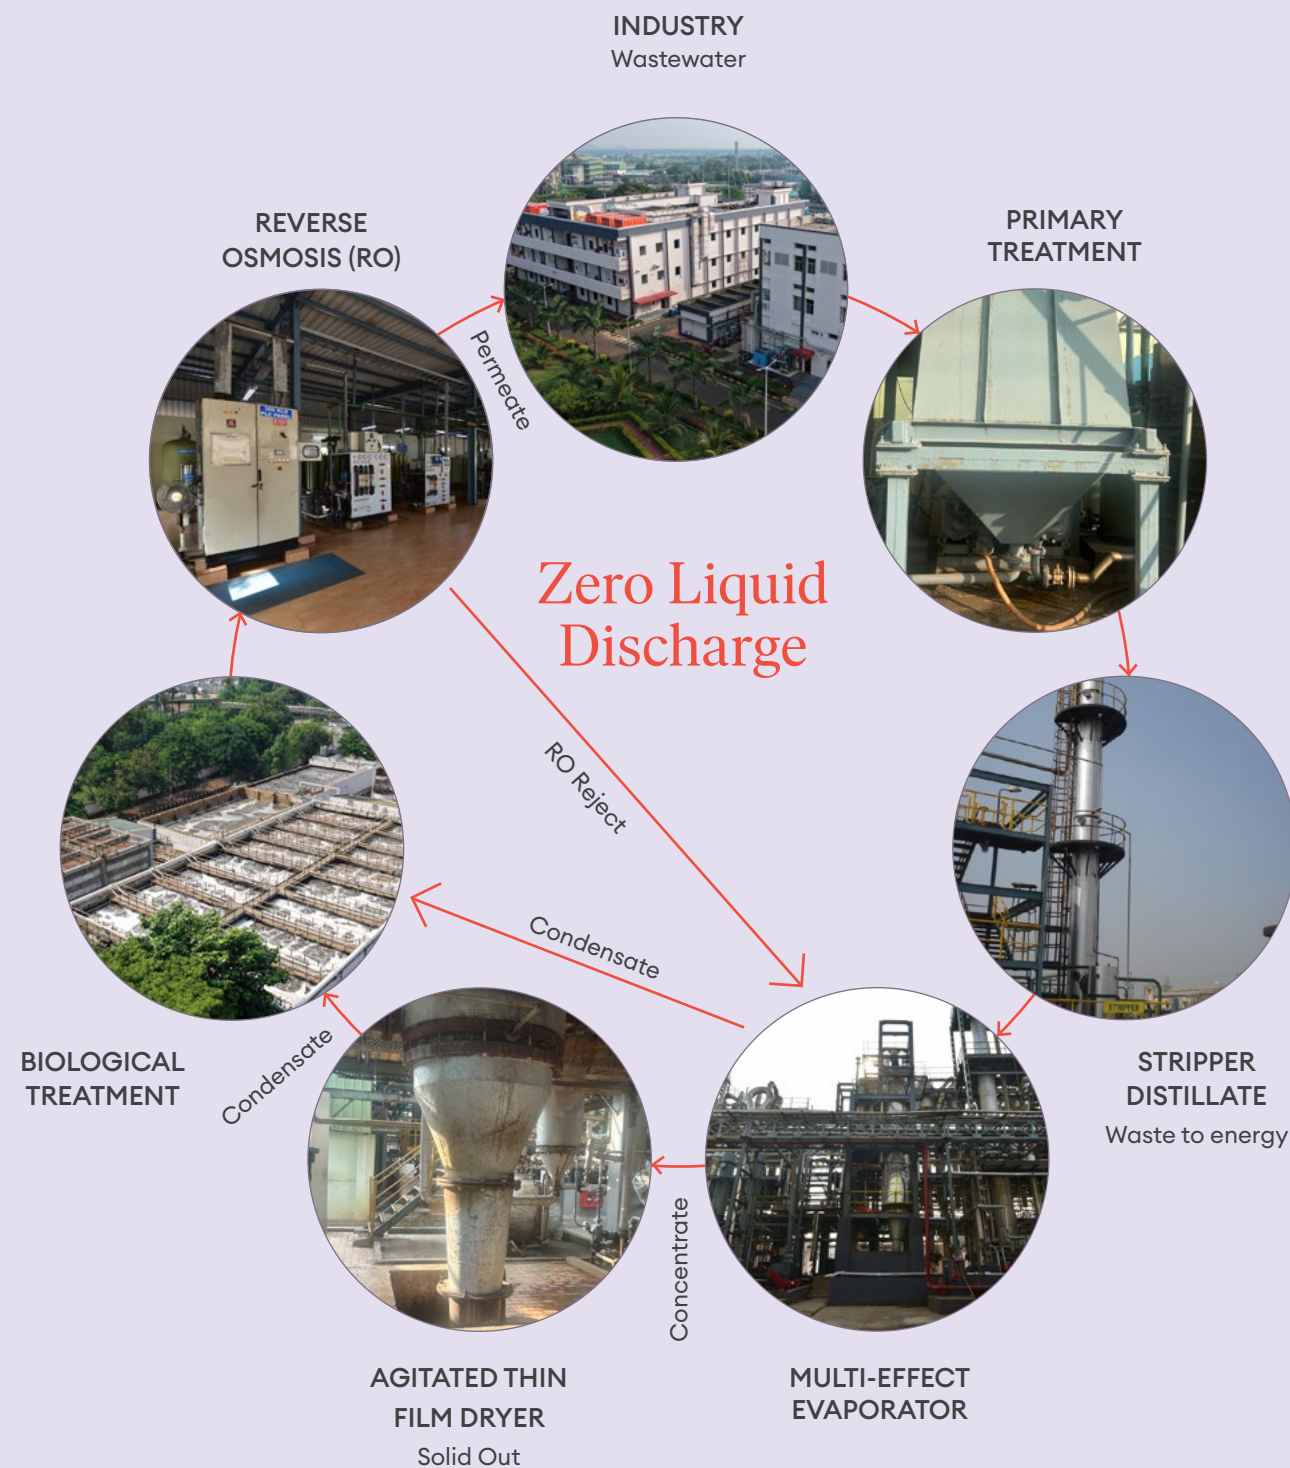 INDUSTRY
Wastewater
PRIMARY
TREATMENT
REVERSE
OSMOSIS (RO)
Permeate
Zero Liquid
Discharge
RO Reject
Condensate
STRIPPER
STRIPPER
DISTILLATE
Waste to energy
BIOLOGICAL
TREATMENT
Condensate
Concentrate
MULTI-EFFECT
EVAPORATOR
AGITATED THIN
FILM DRYER
Solid Out